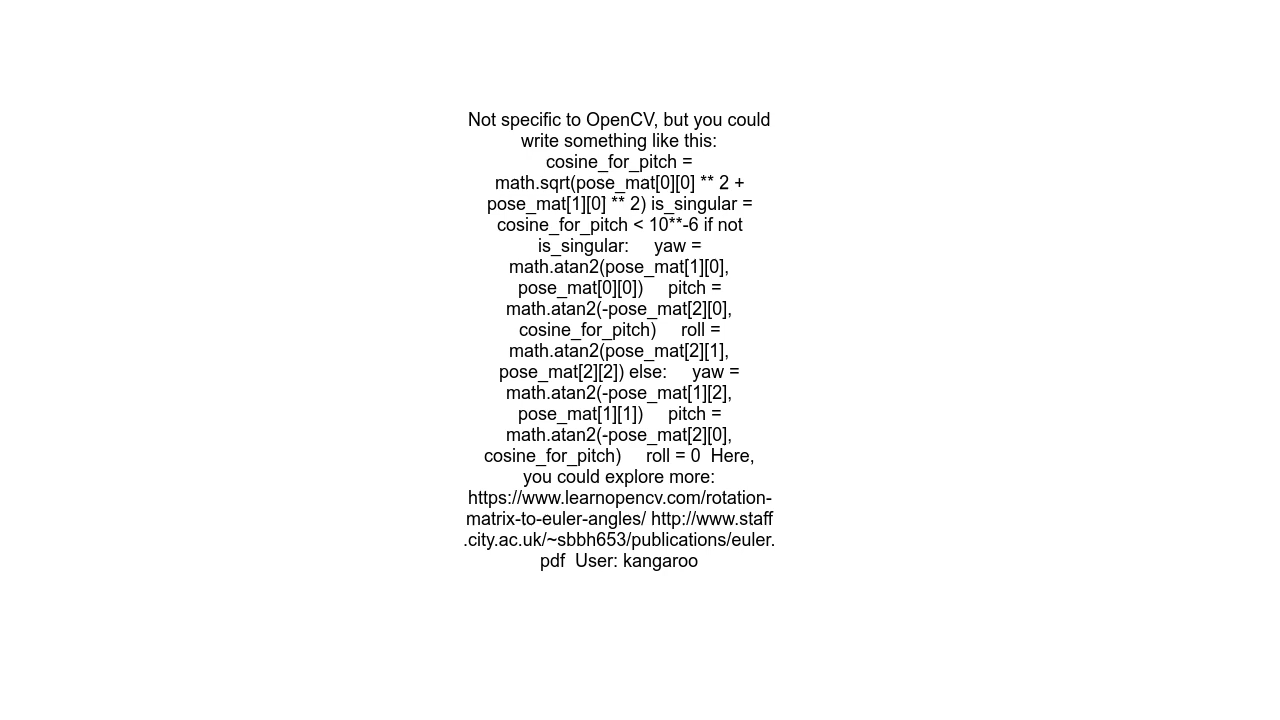 Not specific to OpenCV, but you could
write something like this:
cosine_for_pitch =
math.sqrt(pose_mat[0][0] ** 2 +
pose_mat[1][0] ** 2) is_singular =
cosine_for_pitch < 10**-6 if not
is_singular:     yaw =
math.atan2(pose_mat[1][0],
pose_mat[0][0])     pitch =
math.atan2(-pose_mat[2][0],
cosine_for_pitch)     roll =
math.atan2(pose_mat[2][1],
pose_mat[2][2]) else:     yaw =
math.atan2(-pose_mat[1][2],
pose_mat[1][1])     pitch =
math.atan2(-pose_mat[2][0],
cosine_for_pitch)     roll = 0  Here,
you could explore more:
https://www.learnopencv.com/rotation-
matrix-to-euler-angles/ http://www.staff
.city.ac.uk/~sbbh653/publications/euler.
pdf  User: kangaroo